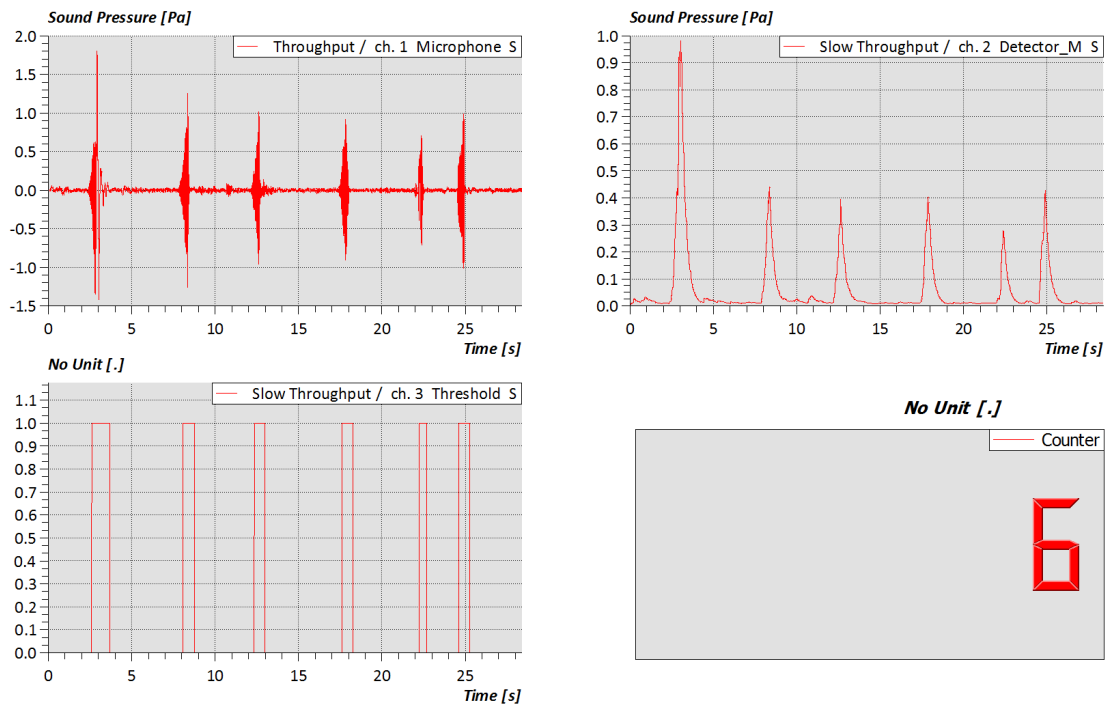 Sound Pressure [Pa]
Throughput / ch. 1 Microphone S
2.0
1.5
1.0
0.5
0.0
-0.5
-1.0
-1.5
0 5 10 15 20 25
Time [s]
Sound Pressure [Pa]
Slow Throughput / ch. 2 Detector_M S
1.0
0.9
0.8
0.7
0.6
0.5
0.4
0.3
0.2
0.1
0.0
0 5 10 15 20 25
Time [s]
No Unit [.]
Slow Throughput / ch. 3 Threshold S
1.1
1.0
0.9
0.8
0.7
0.6
0.5
0.4
0.3
0.2
0.1
0.0
0 5 10 15 20 25
Time [s]
No Unit [.]
Counter
6